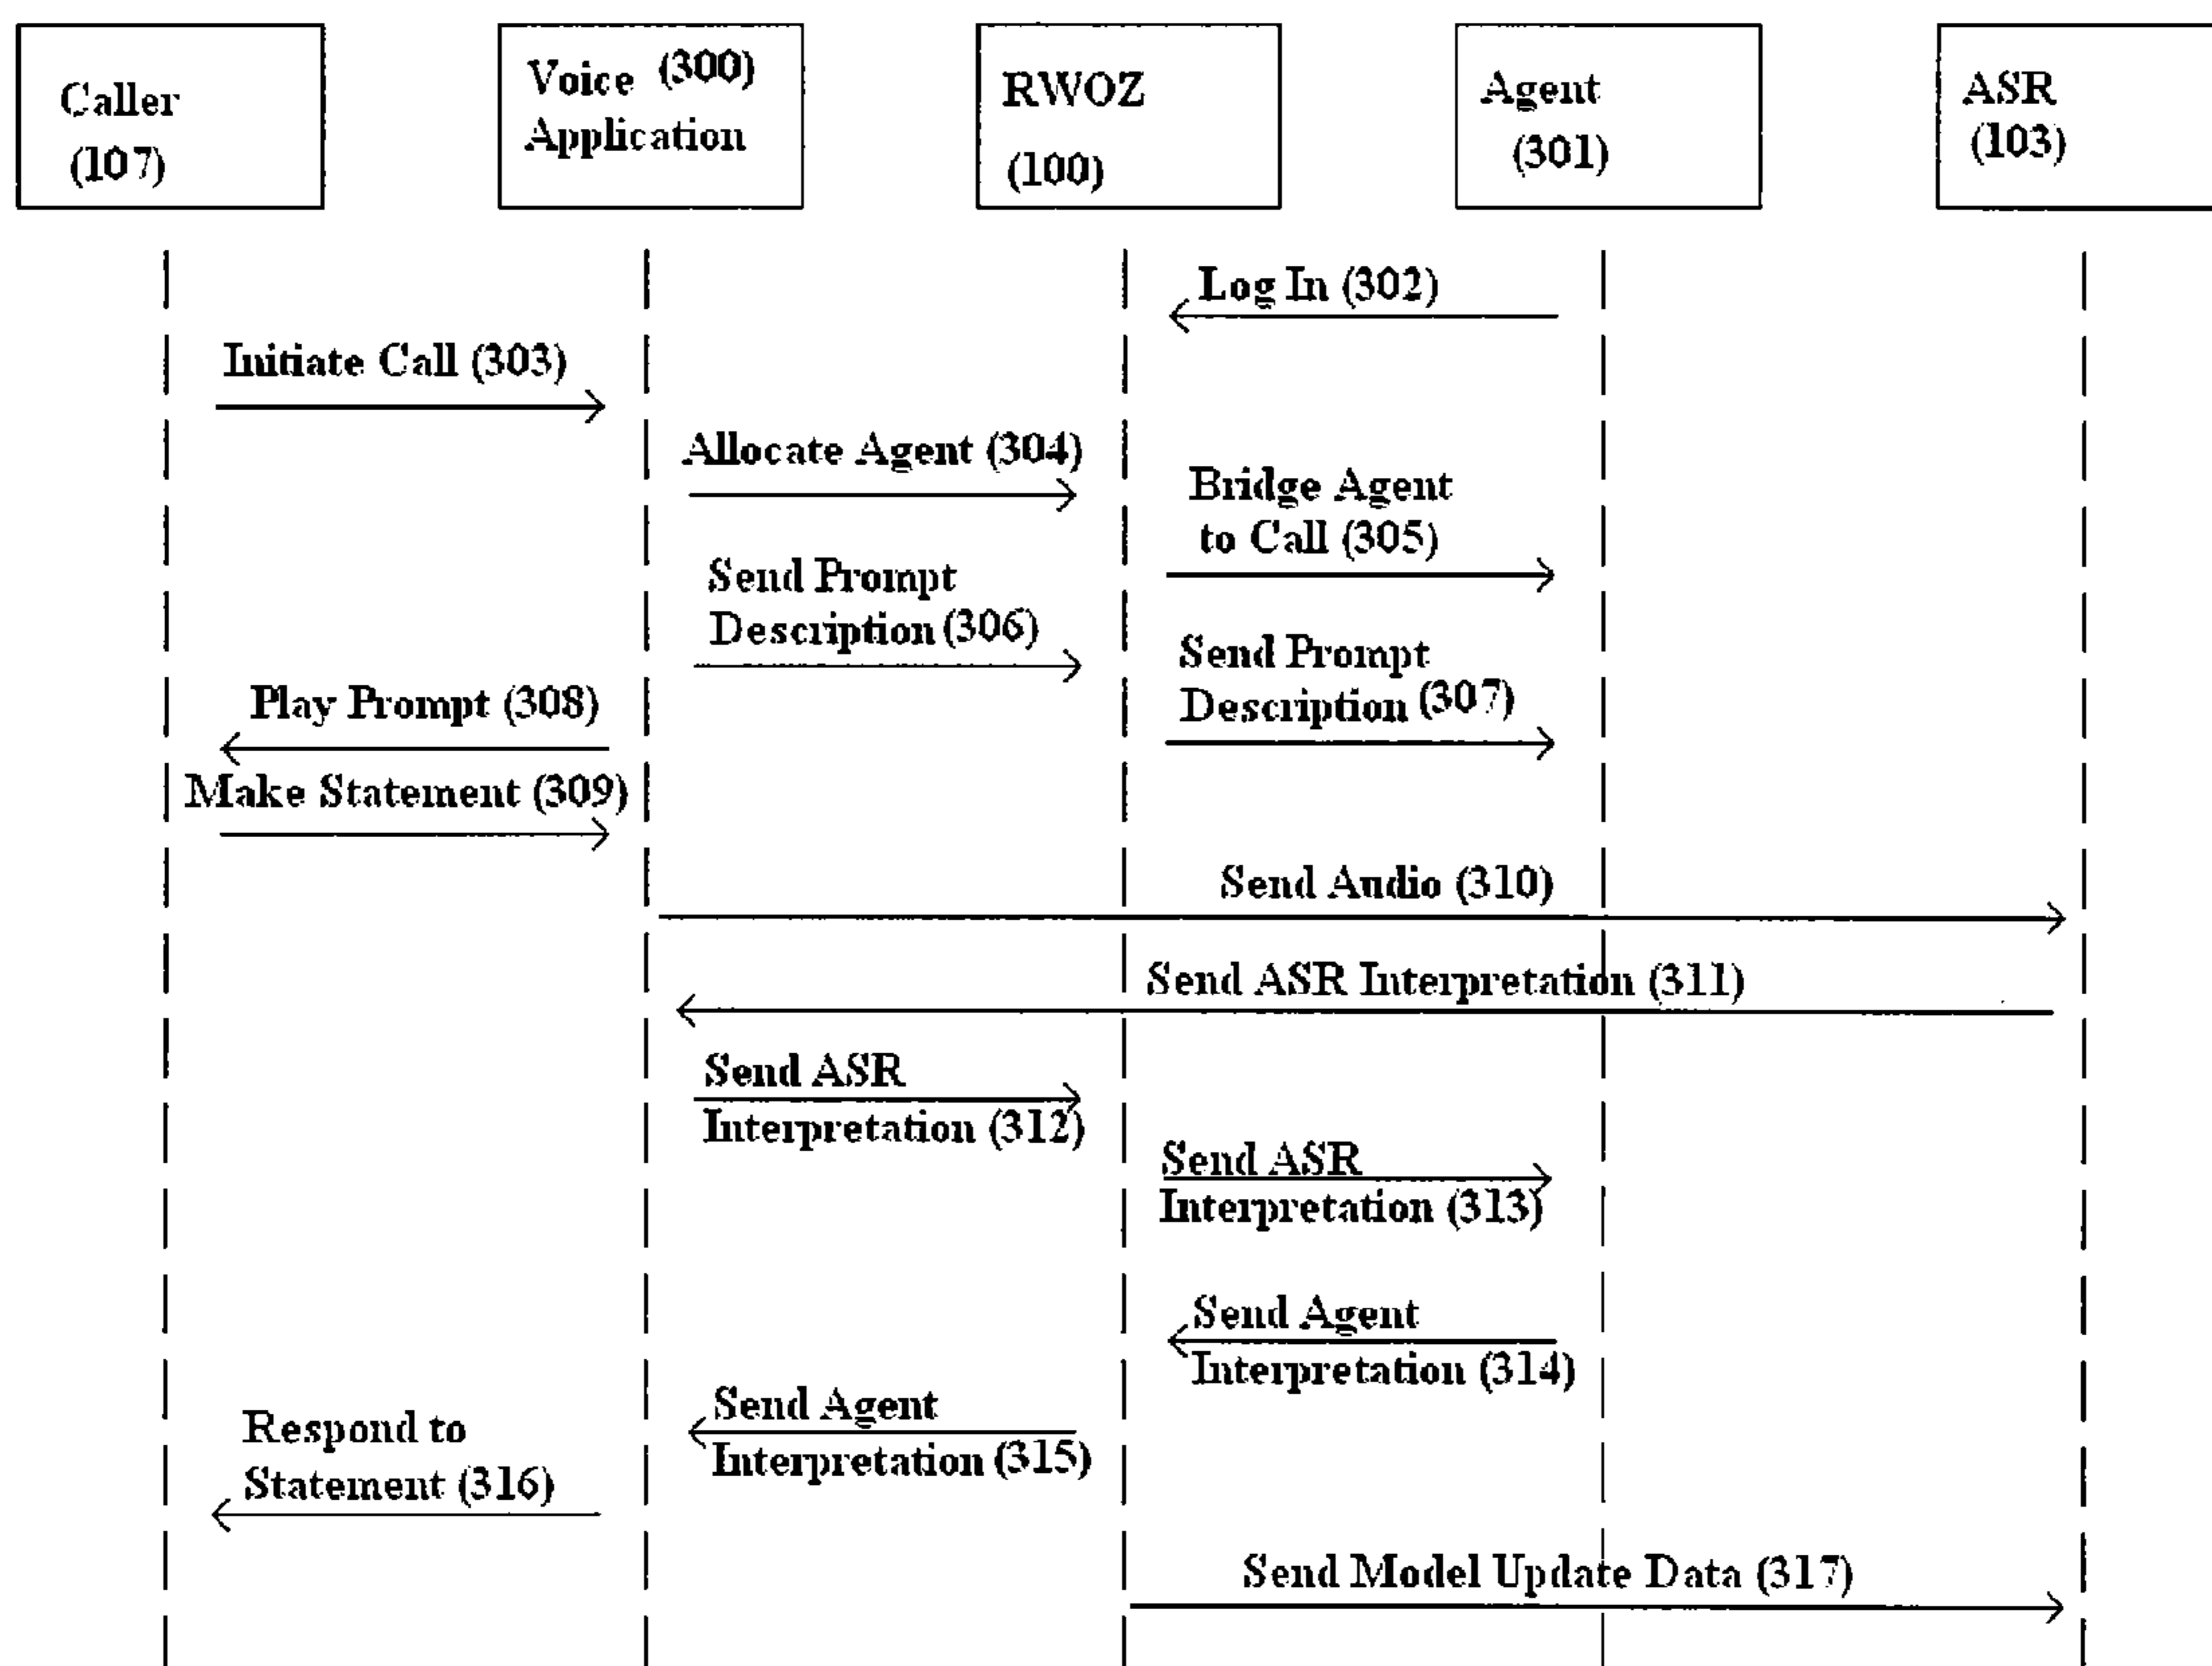 Caller
(107)
Voice (300)
Application
RWOZ
(100)
Agent
(301)
ASR
(103)
Log In (302)
Initiate Call (303)
Allocate Agent (304)
Bridge Agent
to Call (305)
Send Prompt
Description (306)
Send Prompt
Description (307)
Play Prompt (308)
Make Statement (309)
Send Audio (310)
Send ASR Interpretation (311)
Send ASR
Interpretation (312)
Send ASR
Interpretation (313)
Send Agent
Interpretation (314)
Send Agent
Interpretation (315)
Respond to
Statement (316)
Send Model Update Data (317)